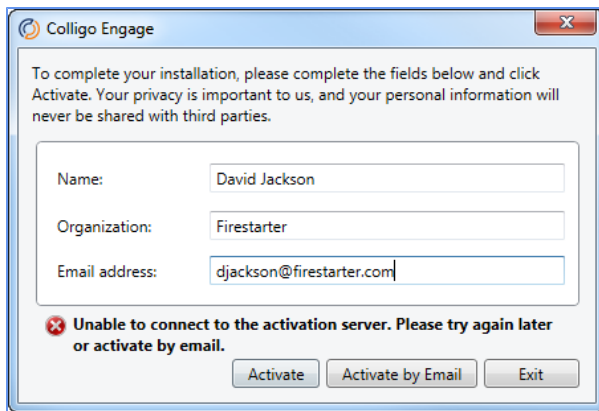 Colligo Engage
To complete your installation, please complete the fields below and click
Activate. Your privacy is important to us, and your personal information will
never be shared with third parties.
Name: David Jackson
Organization: Firestarter
Email address: djackson@firestarter.com
Unable to connect to the activation server. Please try again later
or activate by email.
Activate Activate by Email Exit